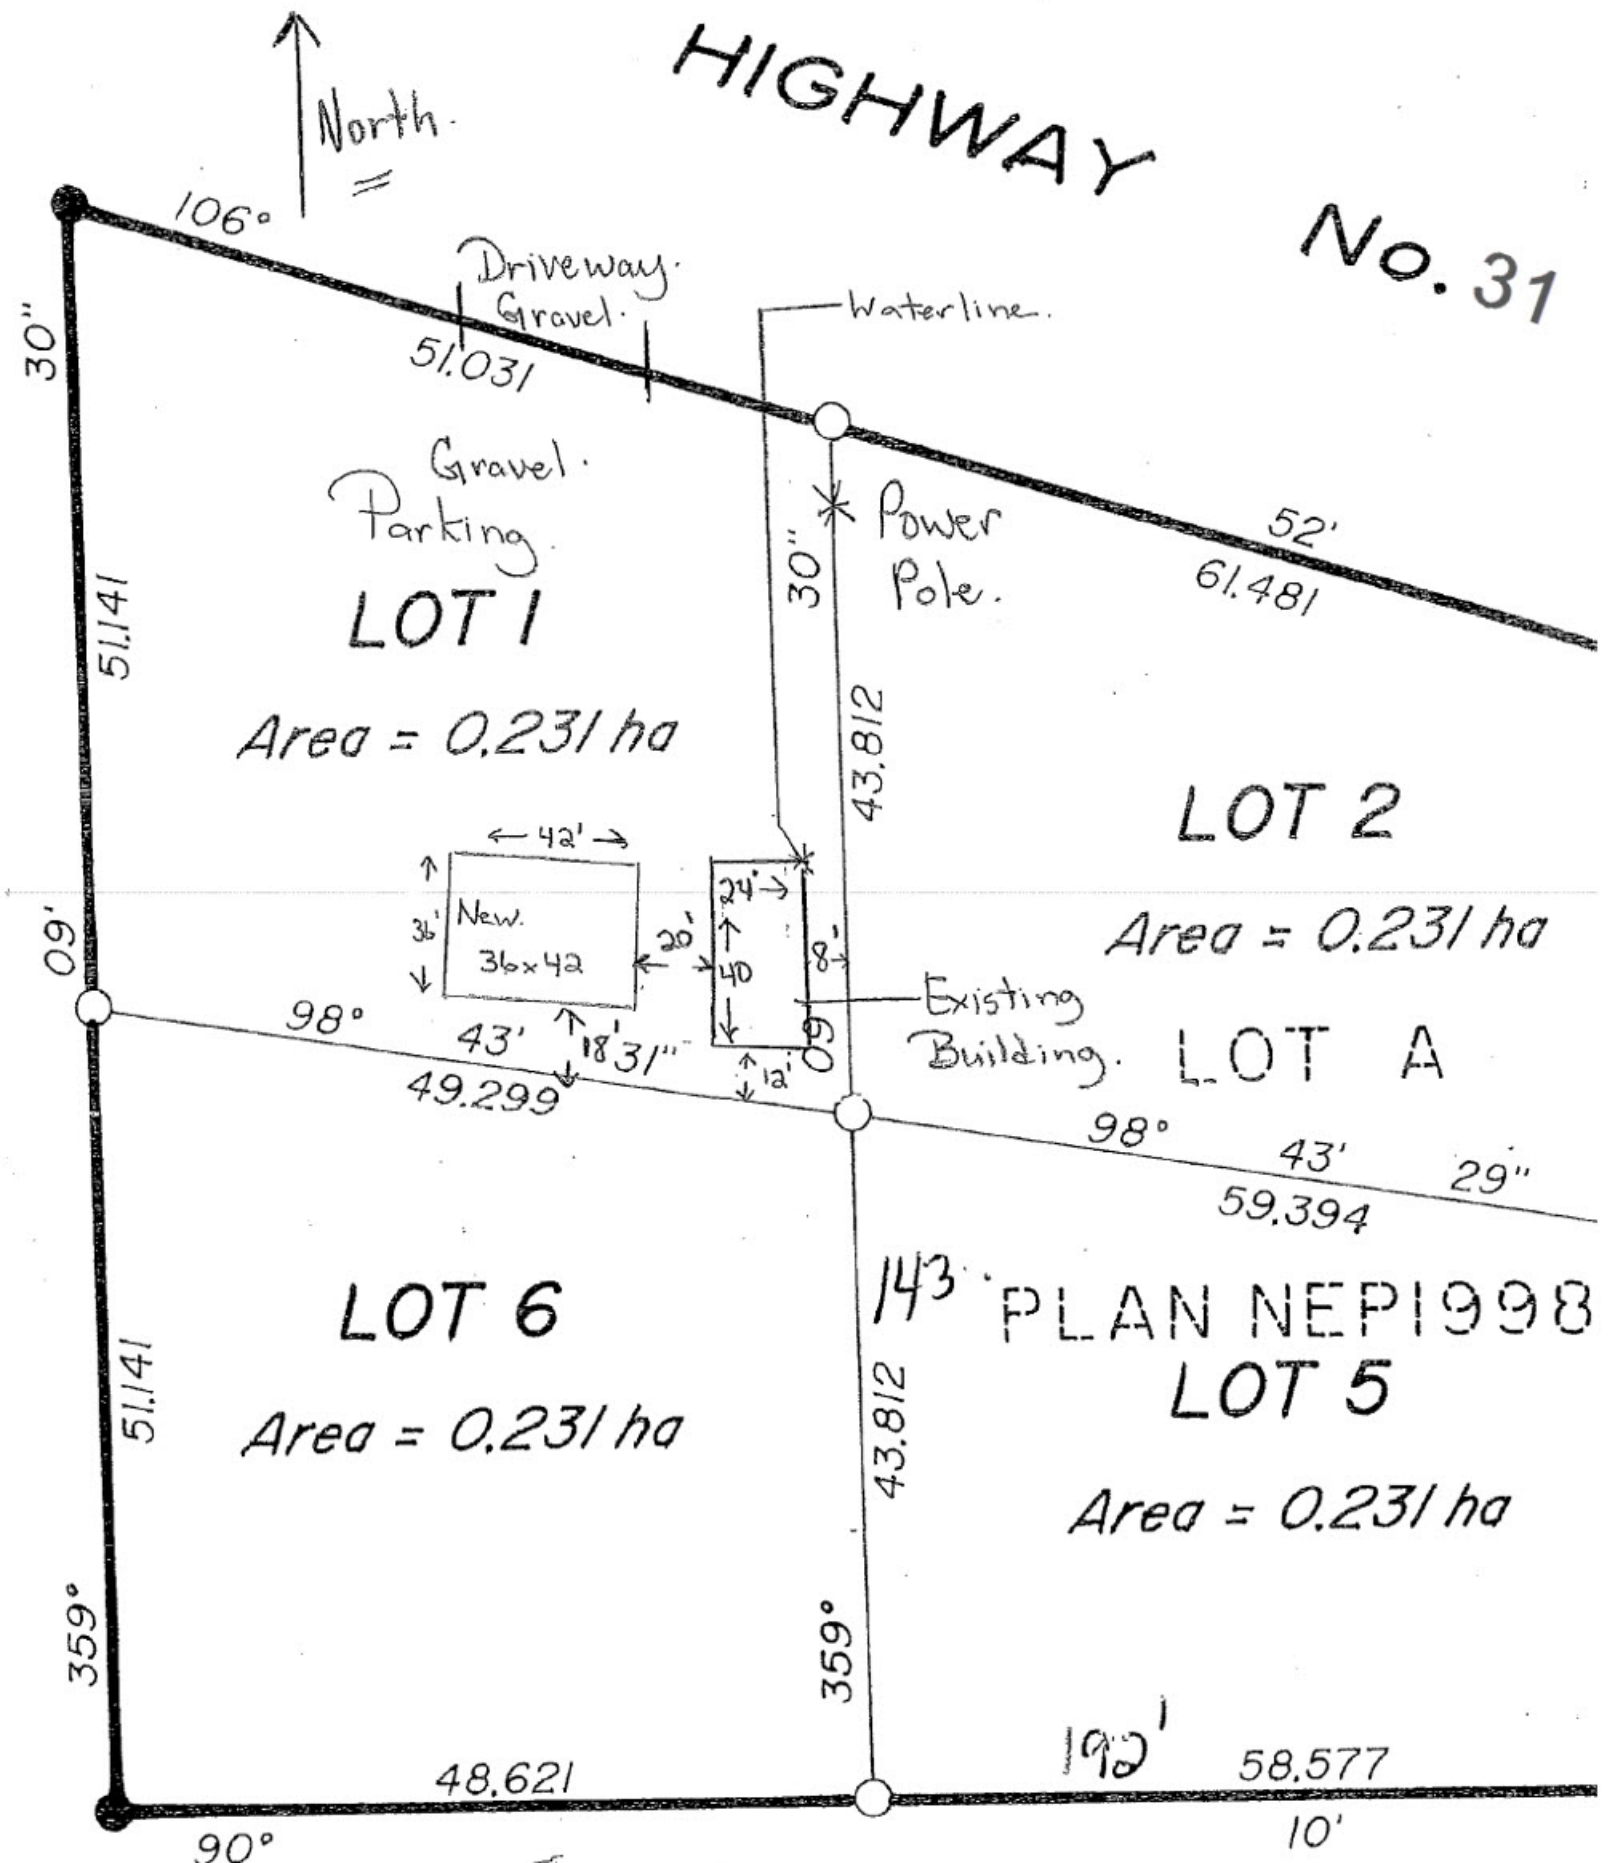 HIGHWAY No. 31
North.
106°
Driveway.
Gravel.
Waterline.
30"
51.031
Gravel.
Parking.
Power
Pole.
30"
52'
61.481
LOT 1
51.141
Area = 0.231 ha
43.812
LOT 2
42'
24'
36'
New.
36x42
20'
40
8'
Area = 0.231 ha
09'
Existing
Building.
LOT A
98°
43'
18'
31"
09'
12'
49.299
98°
43'
29"
59.394
143
PLAN NEP1998
LOT 6
LOT 5
51.141
43.812
Area = 0.231 ha
Area = 0.231 ha
359°
359°
192'
48.621
58.577
90°
10'